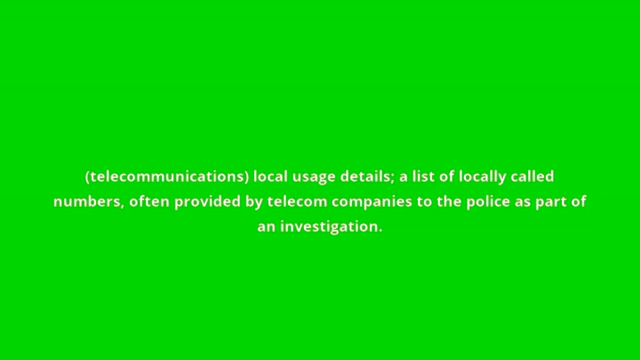 (telecommunications) local usage details; a list of locally called
numbers, often provided by telecom companies to the police as part of
an investigation.